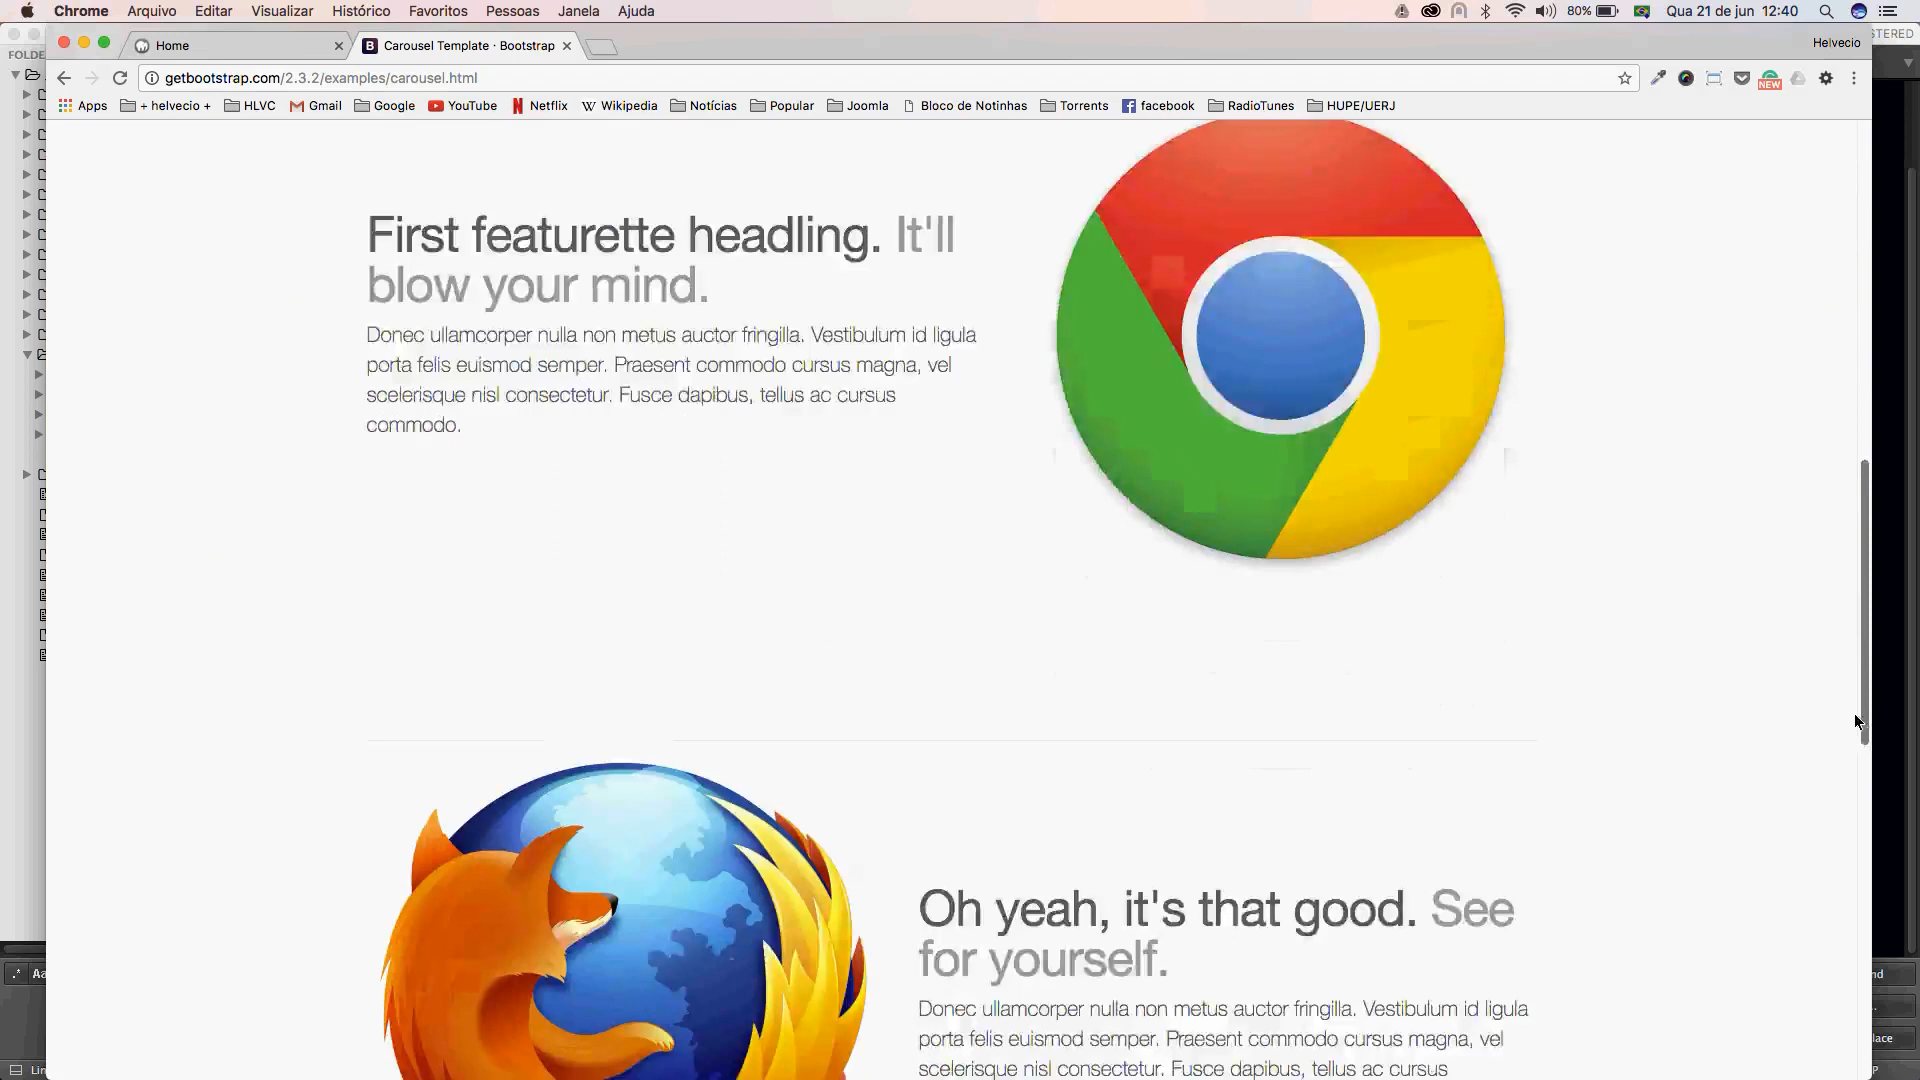 Chrome Arquivo Editar Visualizar Histórico Favoritos Pessoas Janela Ajuda 80% Qua 21 de jun 12:40
Home Carousel Template · Bootstrap Helvecio
getbootstrap.com/2.3.2/examples/carousel.html
NEW
Apps + helvecio + HLVC Gmail Google YouTube Netflix Wikipedia Notícias Popular Joomla Bloco de Notinhas Torrents facebook RadioTunes HUPE/UERJ
First featurette headling. It'll
blow your mind.
Donec ullamcorper nulla non metus auctor fringilla. Vestibulum id ligula
porta felis euismod semper. Praesent commodo cursus magna, vel
scelerisque nisl consectetur. Fusce dapibus, tellus ac cursus
commodo.
Oh yeah, it's that good. See
for yourself.
Donec ullamcorper nulla non metus auctor fringilla. Vestibulum id ligula
porta felis euismod semper. Praesent commodo cursus magna, vel
scelerisque nisl consectetur. Fusce dapibus, tellus ac cursus